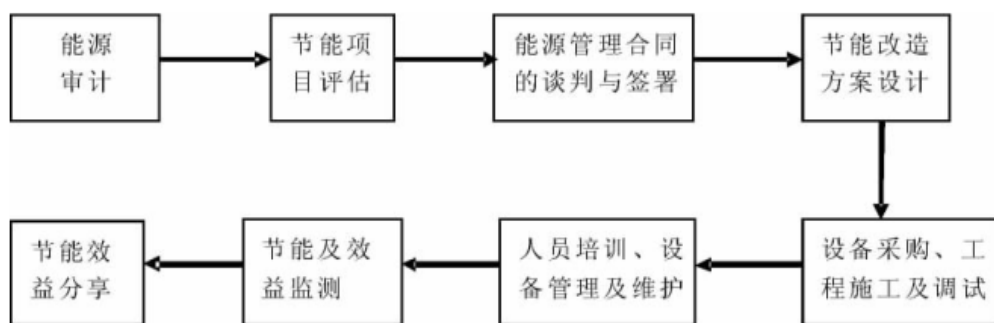 能源
审计
节能项
目评估
能源管理合同
的谈判与签署
节能改造
方案设计
设备采购、工
程施工及调试
人员培训、设
备管理及维护
节能及效
益监测
节能效
益分享